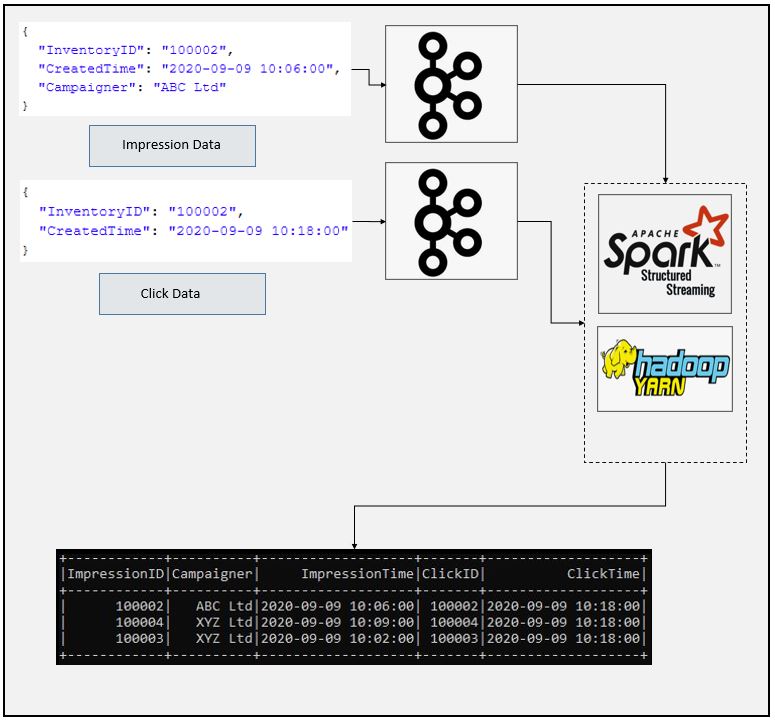 {
"InventoryID": "100002",
"CreatedTime": "2020-09-09 10:06:00",
"Campaigner": "ABC Ltd"
}
Impression Data
{
"InventoryID": "100002",
"CreatedTime": "2020-09-09 10:18:00"
}
Click Data
APACHE
Spark™
Structured
Streaming
hadoop
YARN
+------------+----------+-------------------+-------+-------------------+
|ImpressionID|Campaigner|     ImpressionTime|ClickID|          ClickTime|
+------------+----------+-------------------+-------+-------------------+
|      100002|   ABC Ltd|2020-09-09 10:06:00| 100002|2020-09-09 10:18:00|
|      100004|   XYZ Ltd|2020-09-09 10:09:00| 100004|2020-09-09 10:18:00|
|      100003|   XYZ Ltd|2020-09-09 10:02:00| 100003|2020-09-09 10:18:00|
+------------+----------+-------------------+-------+-------------------+